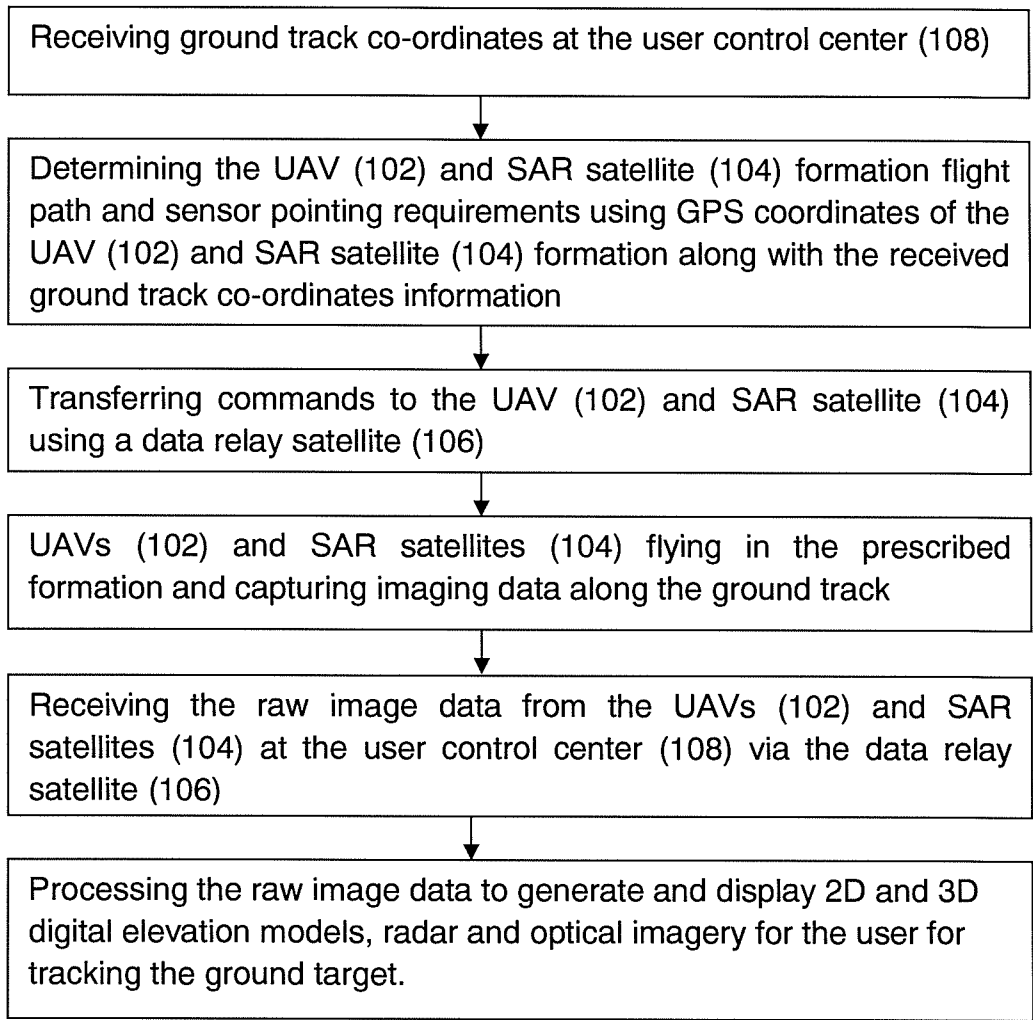 Receiving ground track co-ordinates at the user control center (108)
Determining the UAV (102) and SAR satellite (104) formation flight
path and sensor pointing requirements using GPS coordinates of the
UAV (102) and SAR satellite (104) formation along with the received
ground track co-ordinates information
Transferring commands to the UAV (102) and SAR satellite (104)
using a data relay satellite (106)
UAVs (102) and SAR satellites (104) flying in the prescribed
formation and capturing imaging data along the ground track
Receiving the raw image data from the UAVs (102) and SAR
satellites (104) at the user control center (108) via the data relay
satellite (106)
Processing the raw image data to generate and display 2D and 3D
digital elevation models, radar and optical imagery for the user for
tracking the ground target.